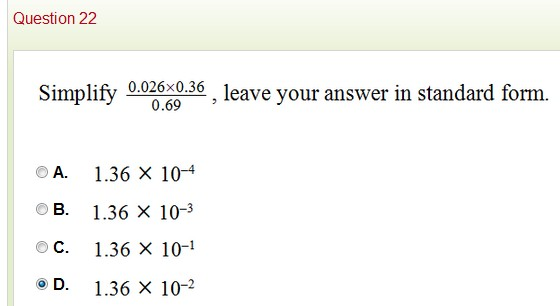 Question 22
Simplify 0.026×0.36/0.69 , leave your answer in standard form.
A. 1.36 × 10⁻⁴
B. 1.36 × 10⁻³
C. 1.36 × 10⁻¹
D. 1.36 × 10⁻²